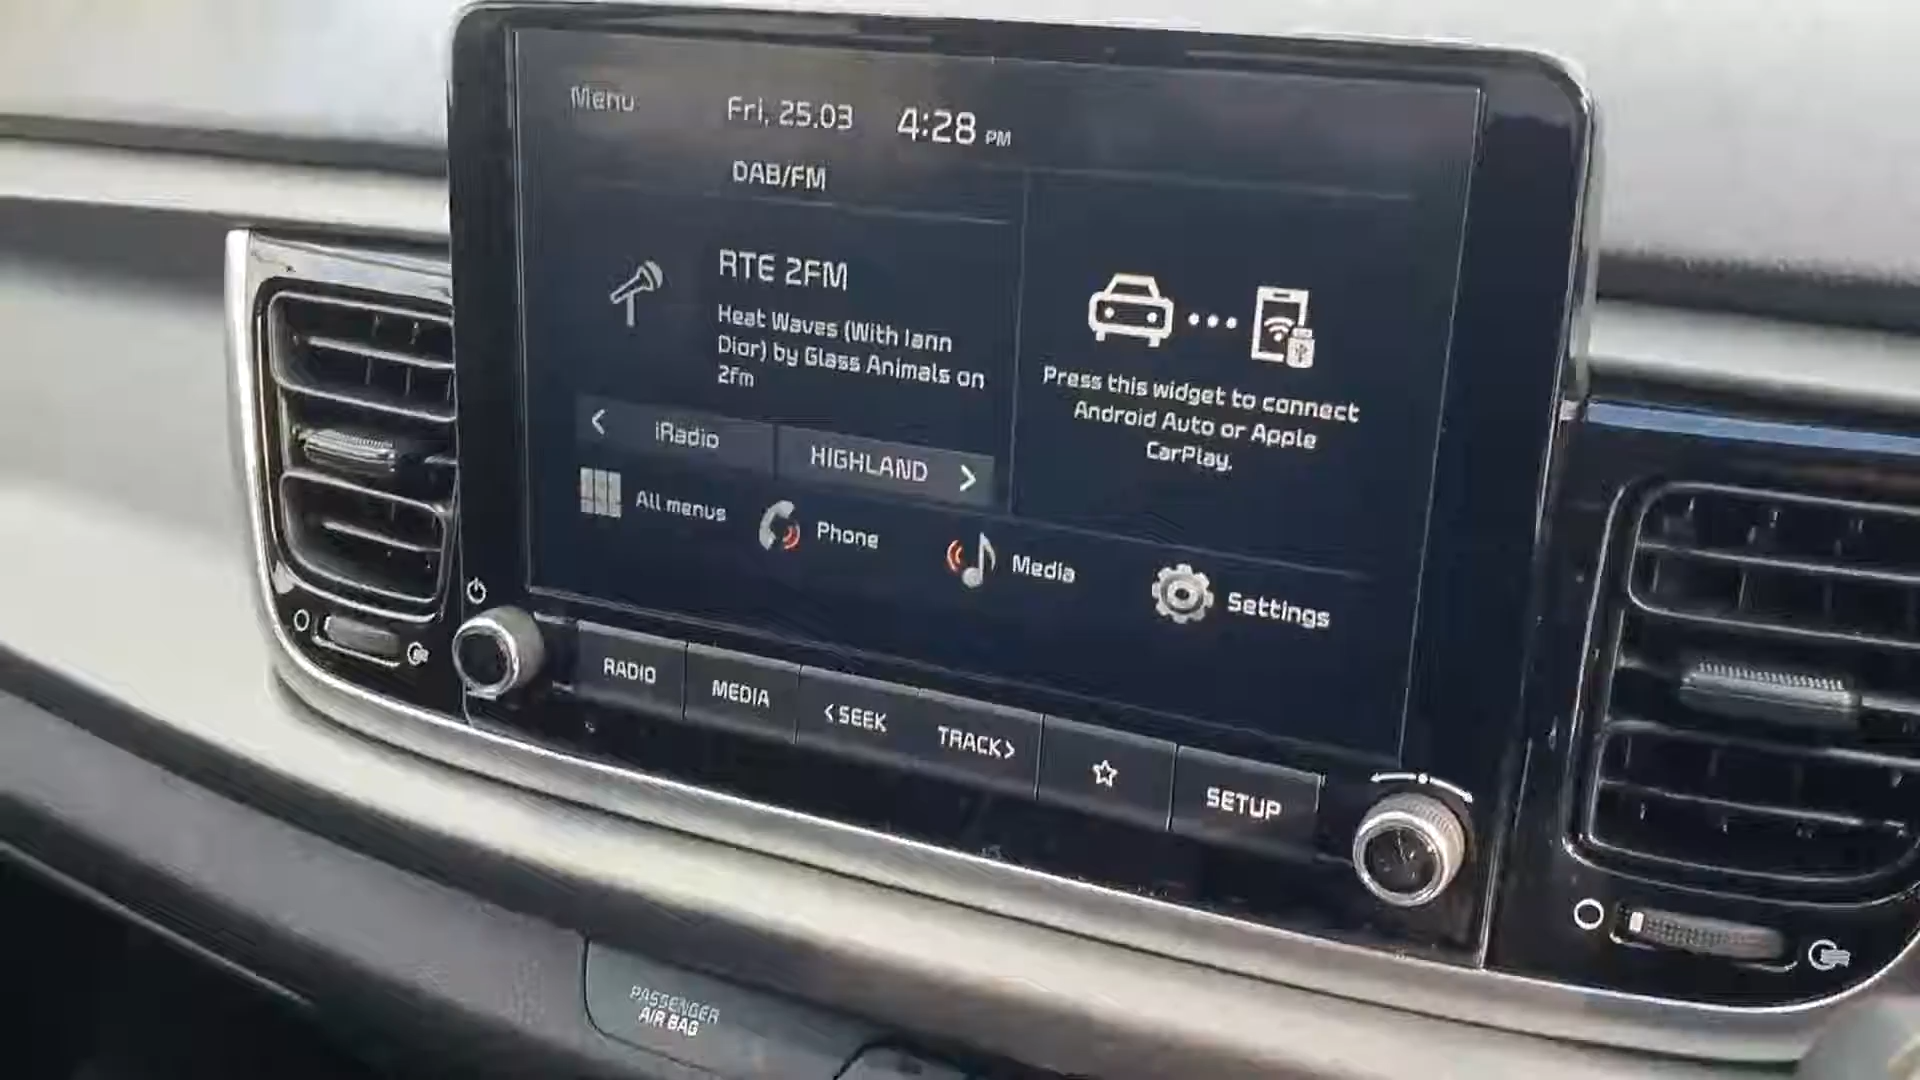 Menu
Fri, 25.03
4:28 PM
DAB/FM
RTE 2FM
Heat Waves (With Iann
Dior) by Glass Animals on
2fm
Press this widget to connect
Android Auto or Apple
CarPlay.
< iRadio
HIGHLAND >
All menus
Phone
Media
Settings
RADIO
MEDIA
< SEEK
TRACK >
SETUP
PASSENGER
AIR BAG